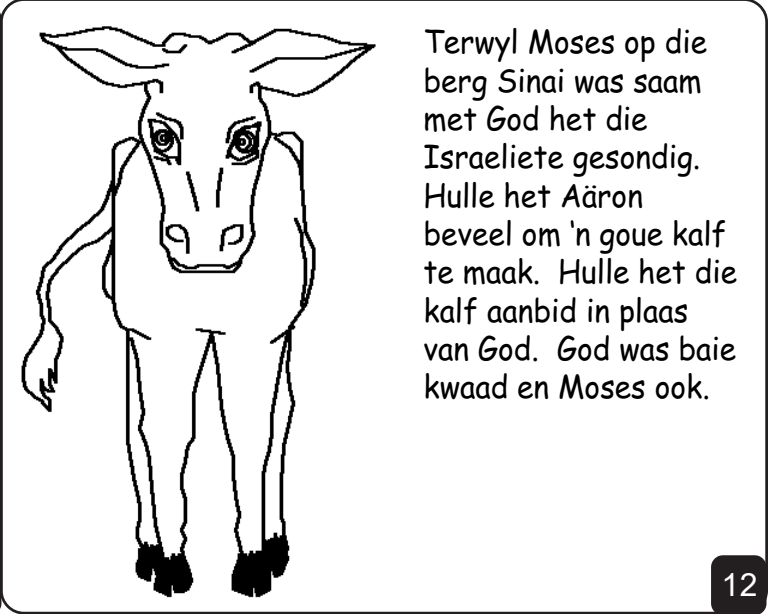 Terwyl Moses op die
berg Sinai was saam
met God het die
Israeliete gesondig.
Hulle het Aäron
beveel om 'n goue kalf
te maak.  Hulle het die
kalf aanbid in plaas
van God.  God was baie
kwaad en Moses ook.
12